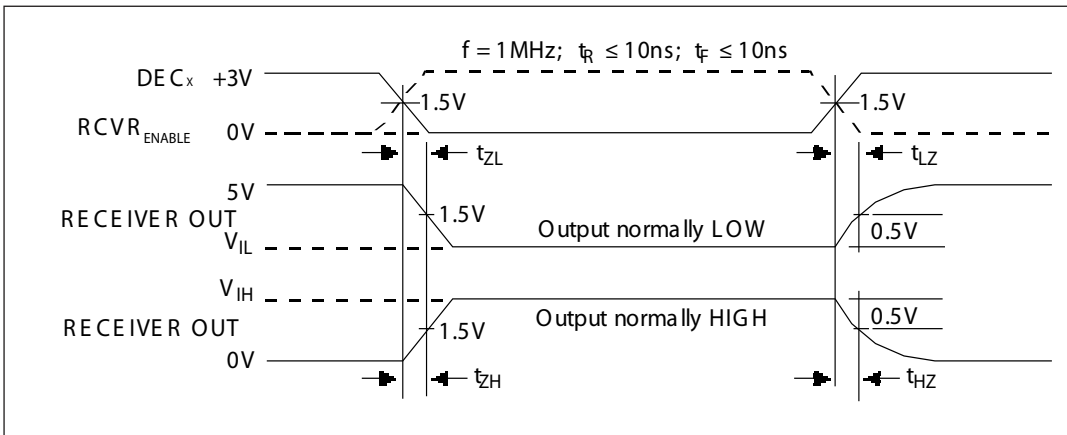 f = 1MHz; tR ≤ 10ns; tF ≤ 10ns
DECx +3V
1.5V
1.5V
RCVRENABLE 0V
tZL
tLZ
5V
RECEIVER OUT
1.5V
Output normally LOW
0.5V
VIL
VIH
RECEIVER OUT
1.5V
Output normally HIGH
0.5V
0V
tZH
tHZ